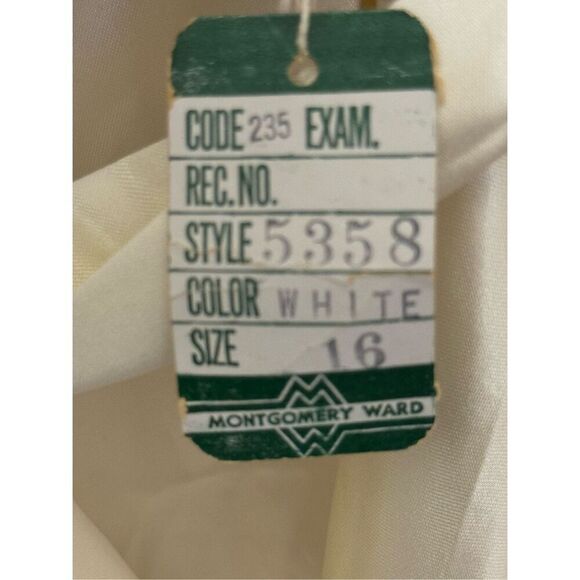 CODE 235 EXAM.
REC. NO.
STYLE 5358
COLOR WHITE
SIZE 16
MONTGOMERY WARD